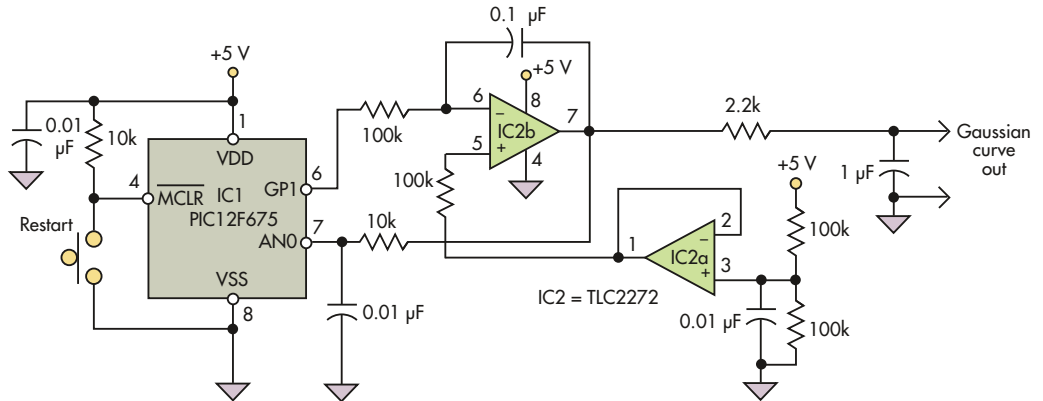 0.1 µF
+5 V
+5 V
0.01
µF
10k
1
VDD
4
MCLR
IC1
PIC12F675
GP1
6
AN0
7
VSS
8
Restart
100k
6
–
5
+
IC2b
8
4
7
100k
10k
0.01 µF
2.2k
1 µF
Gaussian
curve
out
+5 V
100k
1
2
–
IC2a
+
3
IC2 = TLC2272
0.01 µF
100k